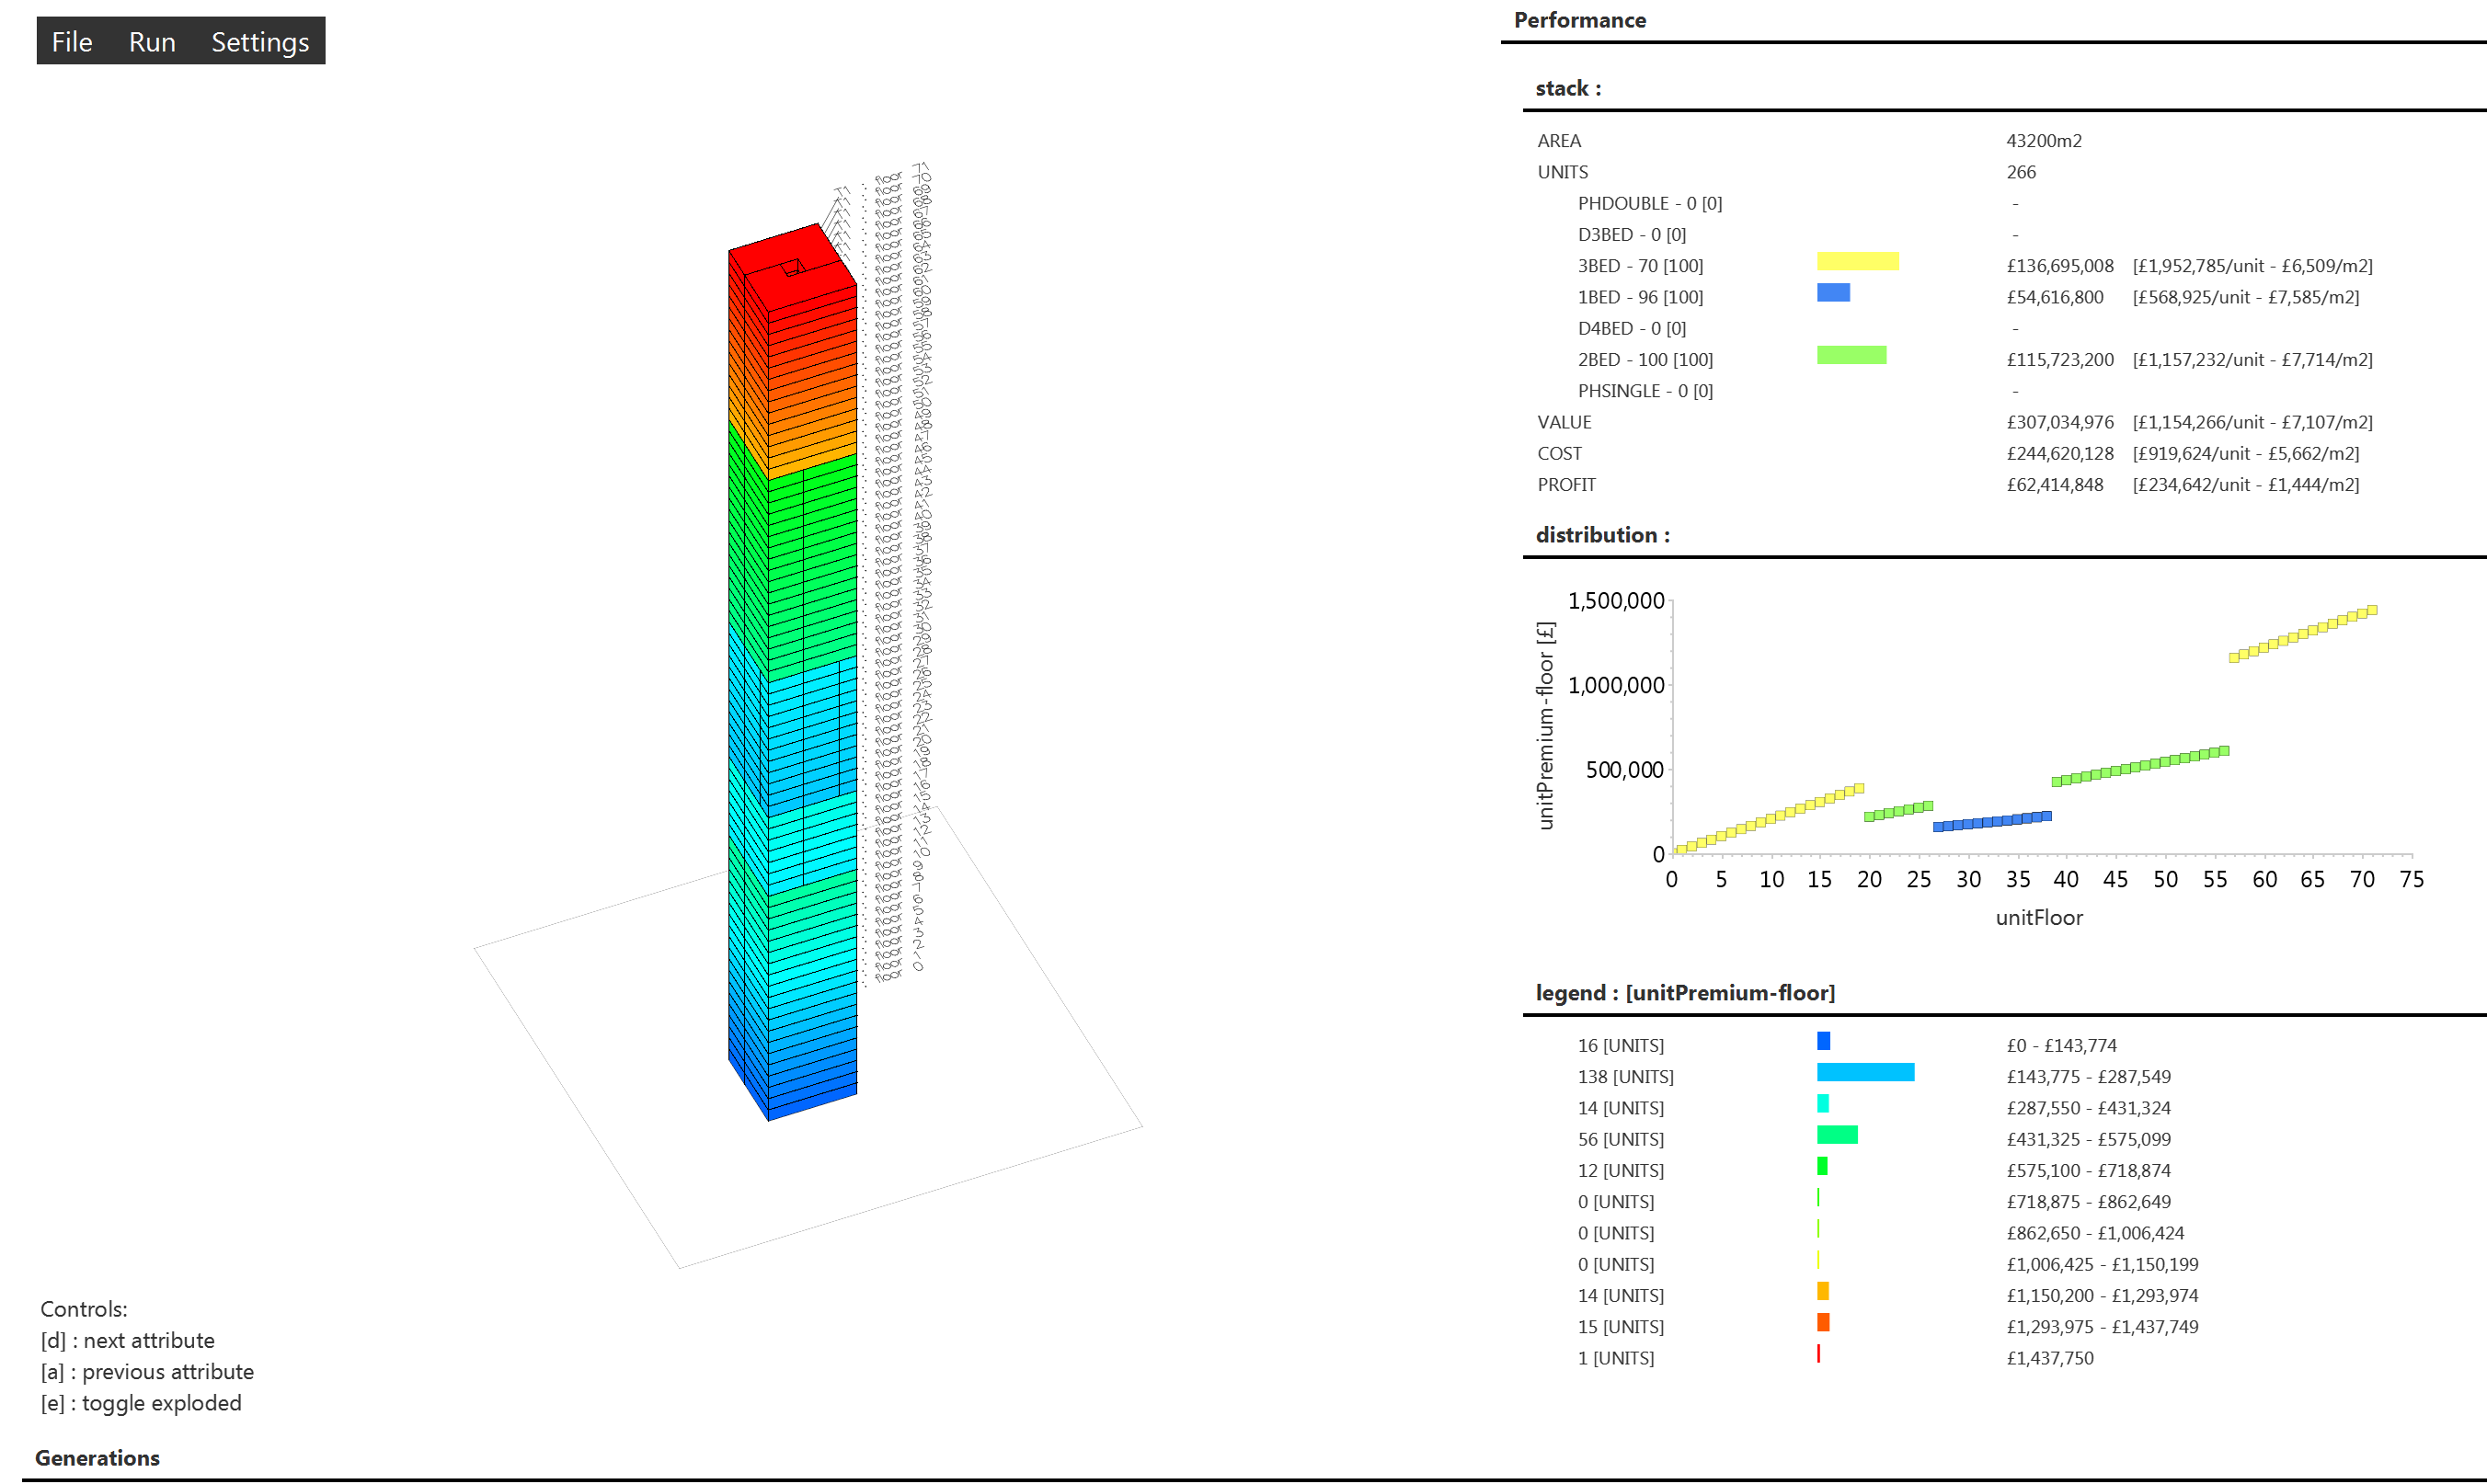 File Run Settings
Performance
stack :
AREA 43200m2
UNITS 266
PHDOUBLE - 0 [0] -
D3BED - 0 [0] -
3BED - 70 [100] £136,695,008 [£1,952,785/unit - £6,509/m2]
1BED - 96 [100] £54,616,800 [£568,925/unit - £7,585/m2]
D4BED - 0 [0] -
2BED - 100 [100] £115,723,200 [£1,157,232/unit - £7,714/m2]
PHSINGLE - 0 [0] -
VALUE £307,034,976 [£1,154,266/unit - £7,107/m2]
COST £244,620,128 [£919,624/unit - £5,662/m2]
PROFIT £62,414,848 [£234,642/unit - £1,444/m2]
distribution :
unitPremium-floor [£]
1,500,000
1,000,000
500,000
0
0 5 10 15 20 25 30 35 40 45 50 55 60 65 70 75
unitFloor
legend : [unitPremium-floor]
16 [UNITS] £0 - £143,774
138 [UNITS] £143,775 - £287,549
14 [UNITS] £287,550 - £431,324
56 [UNITS] £431,325 - £575,099
12 [UNITS] £575,100 - £718,874
0 [UNITS] £718,875 - £862,649
0 [UNITS] £862,650 - £1,006,424
0 [UNITS] £1,006,425 - £1,150,199
14 [UNITS] £1,150,200 - £1,293,974
15 [UNITS] £1,293,975 - £1,437,749
1 [UNITS] £1,437,750
Controls:
[d] : next attribute
[a] : previous attribute
[e] : toggle exploded
Generations